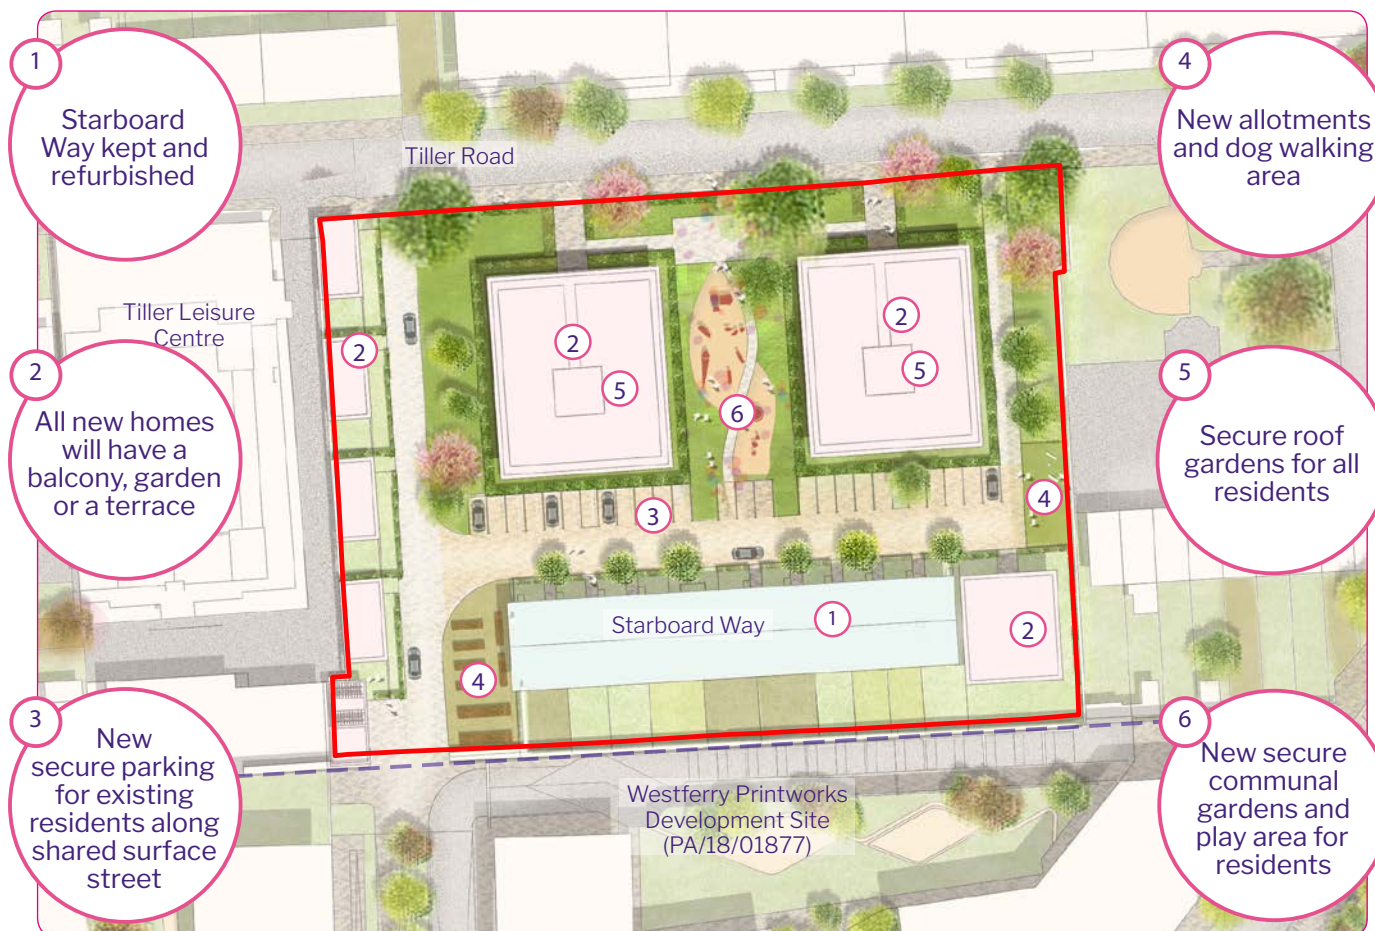 1
Starboard
Way kept and
refurbished
2
All new homes
will have a
balcony, garden
or a terrace
3
New
secure parking
for existing
residents along
shared surface
street
Tiller Road
Tiller Leisure
Centre
2
2
5
6
2
5
3
4
Starboard Way
1
2
4
Westferry Printworks
Development Site
(PA/18/01877)
4
New allotments
and dog walking
area
5
Secure roof
gardens for all
residents
6
New secure
communal
gardens and
play area for
residents